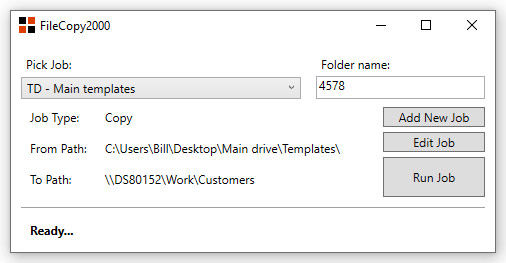 FileCopy2000
Pick Job:
Folder name:
TD - Main templates
4578
Job Type: Copy
Add New Job
From Path: C:\Users\Bill\Desktop\Main drive\Templates\
Edit Job
To Path: \\DS80152\Work\Customers
Run Job
Ready...